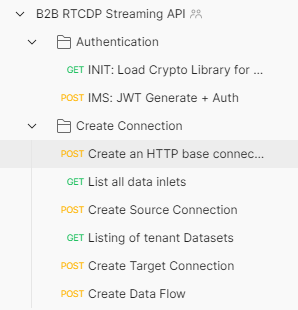 B2B RTCDP Streaming API
Authentication
GET INIT: Load Crypto Library for ...
POST IMS: JWT Generate + Auth
Create Connection
POST Create an HTTP base connec...
GET List all data inlets
POST Create Source Connection
GET Listing of tenant Datasets
POST Create Target Connection
POST Create Data Flow